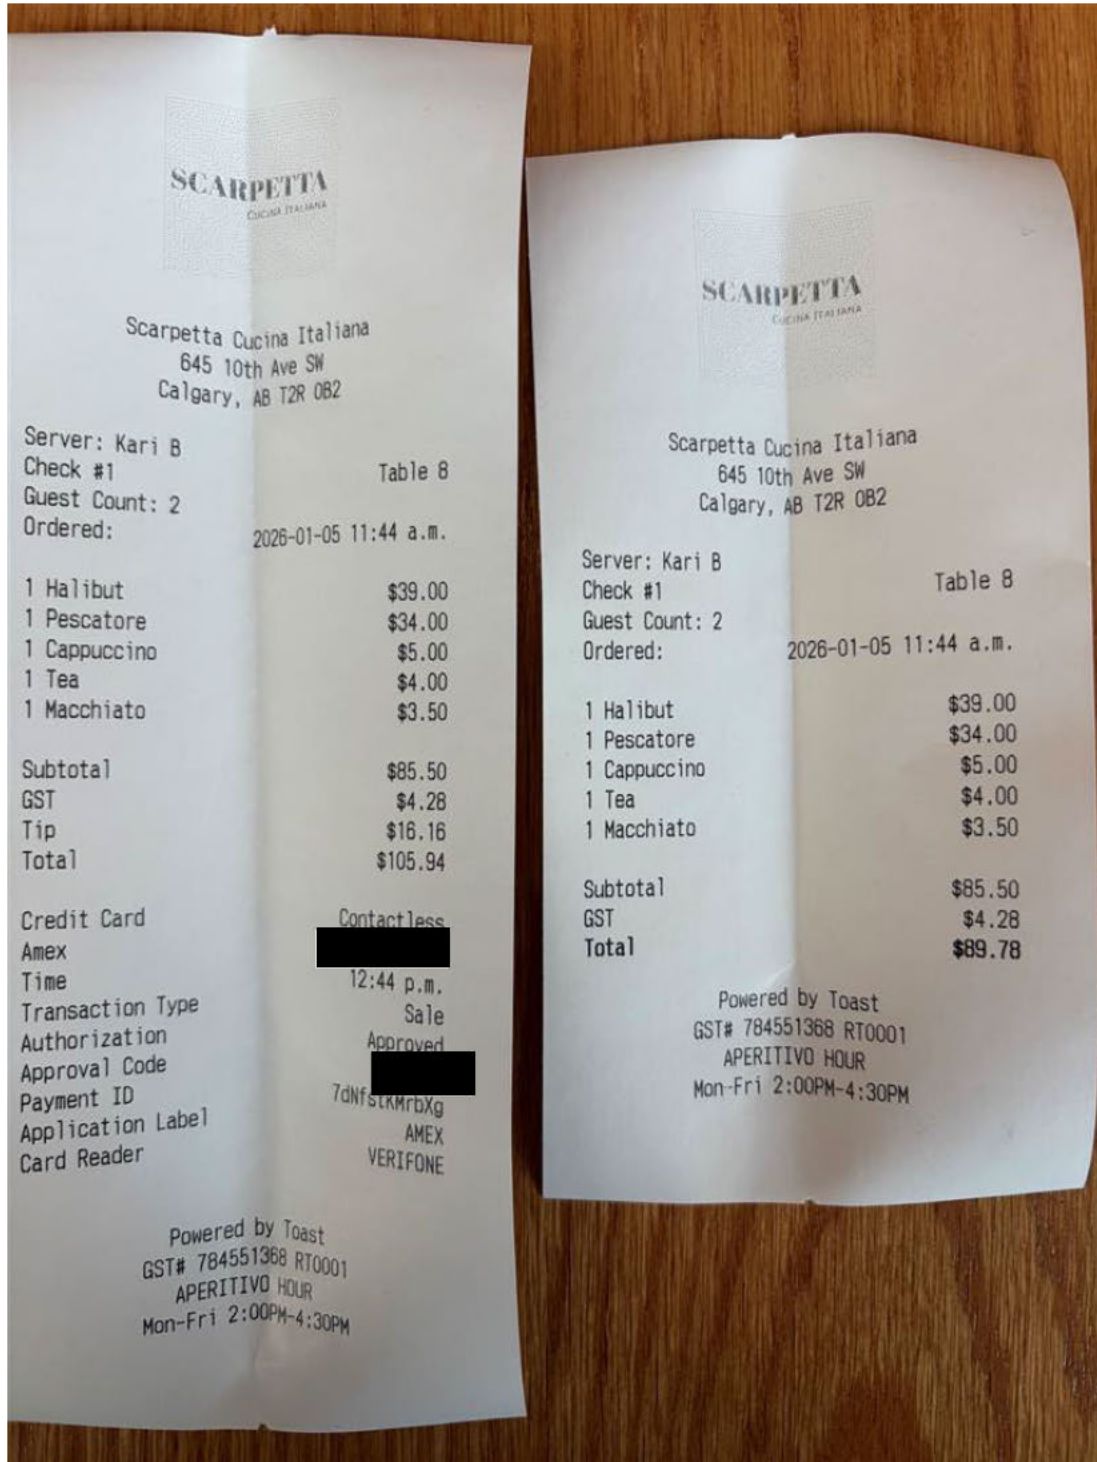 SCARPETTA
CUCINA ITALIANA
Scarpetta Cucina Italiana
645 10th Ave SW
Calgary, AB T2R 0B2
Server: Kari B
Check #1 Table 8
Guest Count: 2
Ordered: 2026-01-05 11:44 a.m.
1 Halibut $39.00
1 Pescatore $34.00
1 Cappuccino $5.00
1 Tea $4.00
1 Macchiato $3.50
Subtotal $85.50
GST $4.28
Tip $16.16
Total $105.94
Credit Card Contactless
Amex
Time 12:44 p.m.
Transaction Type Sale
Authorization Approved
Approval Code
Payment ID 7dNfstKMrbXg
Application Label AMEX
Card Reader VERIFONE
Powered by Toast
GST# 784551368 RT0001
APERITIVO HOUR
Mon-Fri 2:00PM-4:30PM
SCARPETTA
CUCINA ITALIANA
Scarpetta Cucina Italiana
645 10th Ave SW
Calgary, AB T2R 0B2
Server: Kari B
Check #1 Table 8
Guest Count: 2
Ordered: 2026-01-05 11:44 a.m.
1 Halibut $39.00
1 Pescatore $34.00
1 Cappuccino $5.00
1 Tea $4.00
1 Macchiato $3.50
Subtotal $85.50
GST $4.28
Total $89.78
Powered by Toast
GST# 784551368 RT0001
APERITIVO HOUR
Mon-Fri 2:00PM-4:30PM